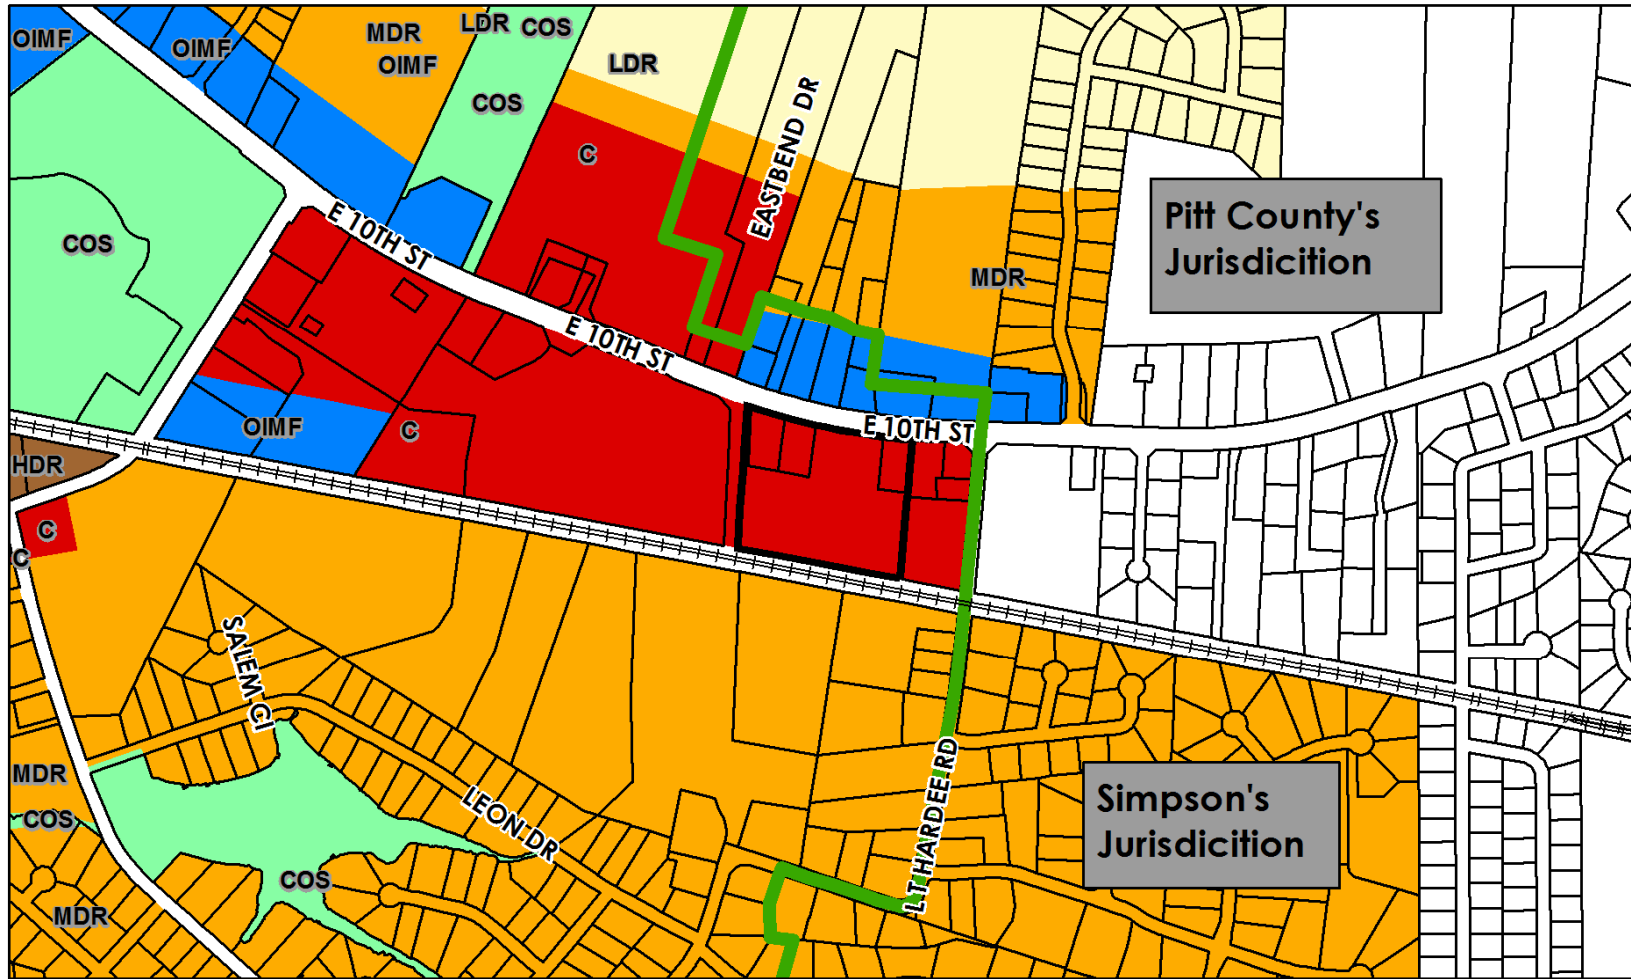 LDR COS
MDR
OIMF
OIMF
OIMF
LDR
COS
EASTBEND DR
C
Pitt County's
Jurisdicition
E 10TH ST
COS
MDR
E 10TH ST
OIMF
C
E 10TH ST
HDR
C
C
SALEM CI
MDR
LEON DR
LT HARDEE RD
Simpson's
Jurisdicition
COS
COS
MDR